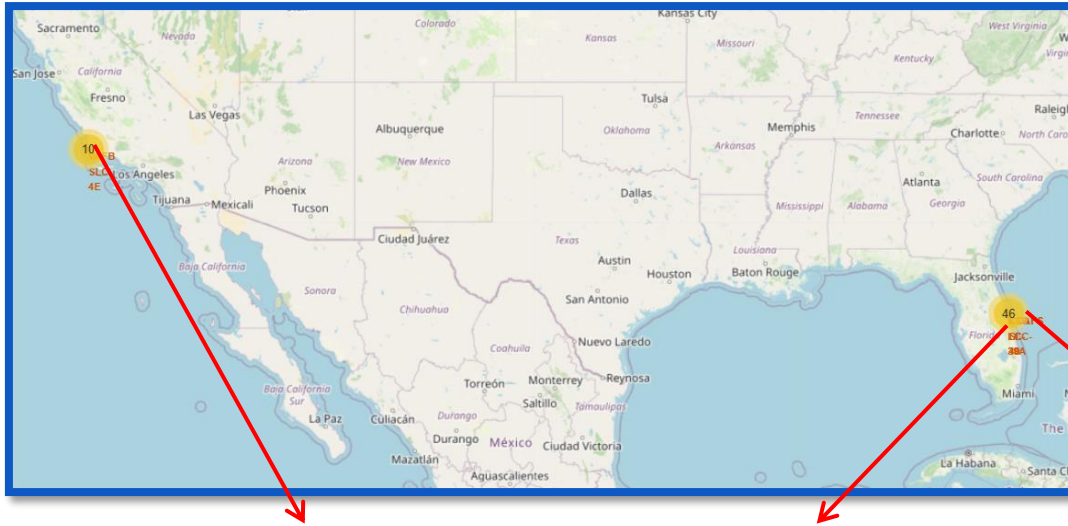 Sacramento
Nevada
Colorado
Kansas City
Kansas
Missouri
West Virginia
Kentucky
San Jose
California
Fresno
Las Vegas
Tulsa
Albuquerque
Oklahoma
Memphis
Tennessee
Charlotte
Arkansas
10
SLC
4E
Los Angeles
Arizona
New Mexico
Atlanta
South Carolina
Phoenix
Tucson
Dallas
Tijuana
Mexicali
Mississippi
Alabama
Georgia
Ciudad Juárez
Texas
Louisiana
Austin
Houston
Baton Rouge
Jacksonville
Baja California
Sonora
San Antonio
Chihuahua
46
Nuevo Laredo
Coahuila
Torreón
Monterrey
Reynosa
Baja California
Sur
Saltillo
Tamaulipas
Miami
La Paz
Culiacán
Durango
Durango
México
Ciudad Victoria
The
Mazatlán
La Habana
Aguascalientes